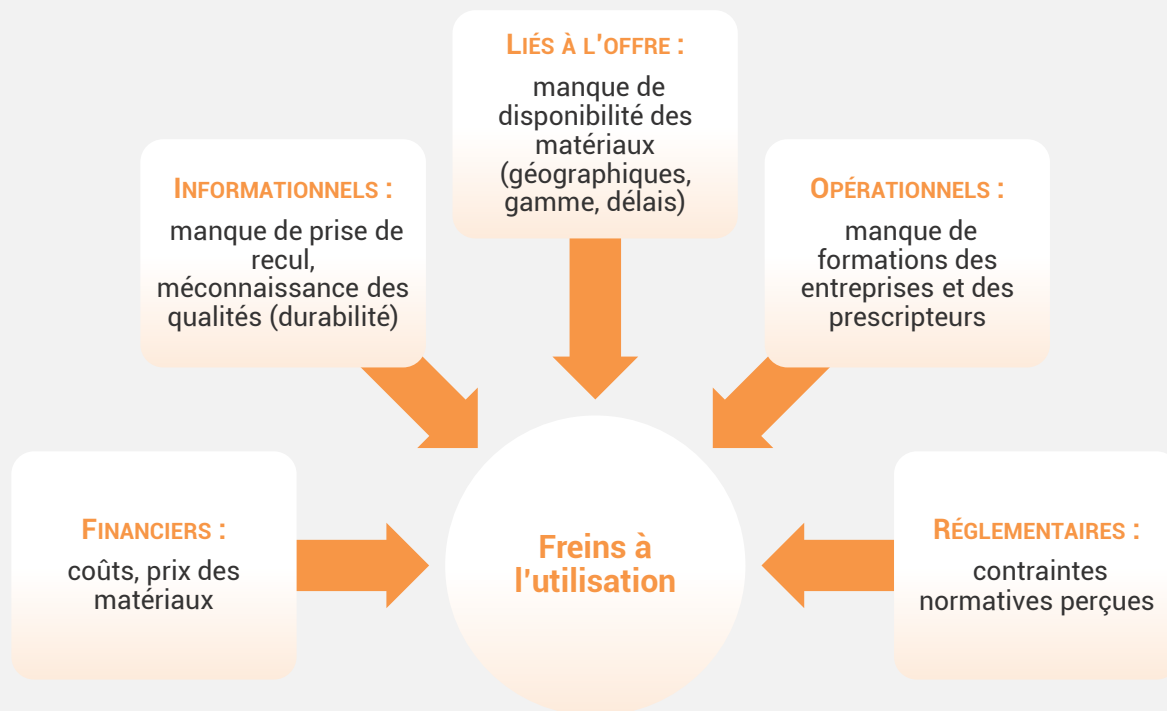 LIÉS À L'OFFRE :
manque de
disponibilité des
matériaux
(géographiques,
gamme, délais)
INFORMATIONNELS :
manque de prise de
recul,
méconnaissance des
qualités (durabilité)
OPÉRATIONNELS :
manque de
formations des
entreprises et des
prescripteurs
FINANCIERS :
coûts, prix des
matériaux
Freins à
l'utilisation
RÉGLEMENTAIRES :
contraintes
normatives perçues